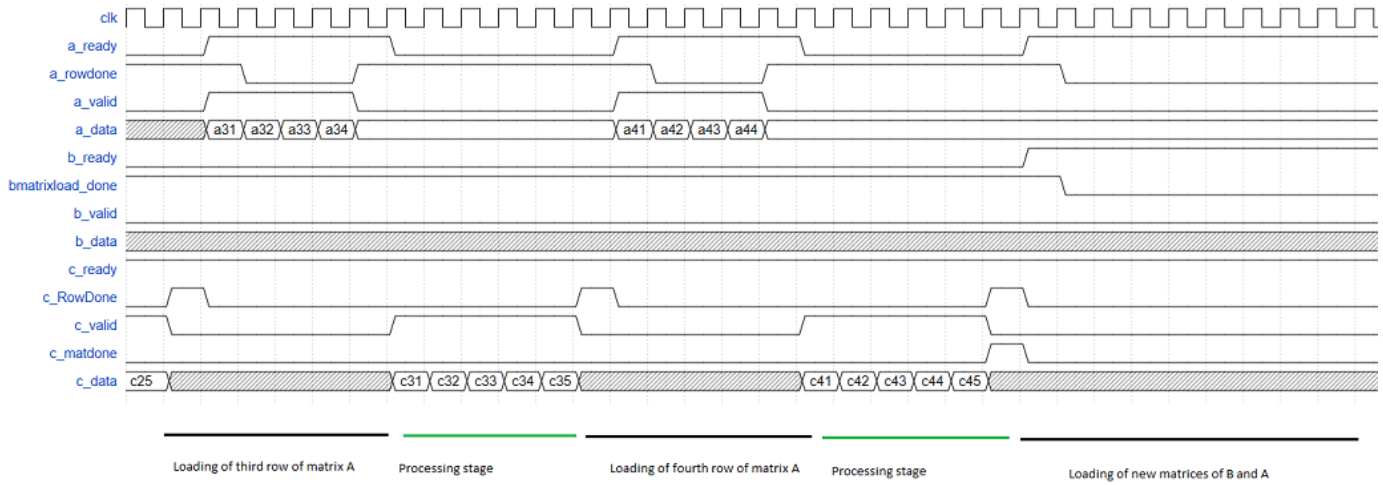 clk
a_ready
a_rowdone
a_valid
a_data a31 a32 a33 a34 a41 a42 a43 a44
b_ready
bmatrixload_done
b_valid
b_data
c_ready
c_RowDone
c_valid
c_matdone
c_data c25 c31 c32 c33 c34 c35 c41 c42 c43 c44 c45
Loading of third row of matrix A Processing stage Loading of fourth row of matrix A Processing stage Loading of new matrices of B and A